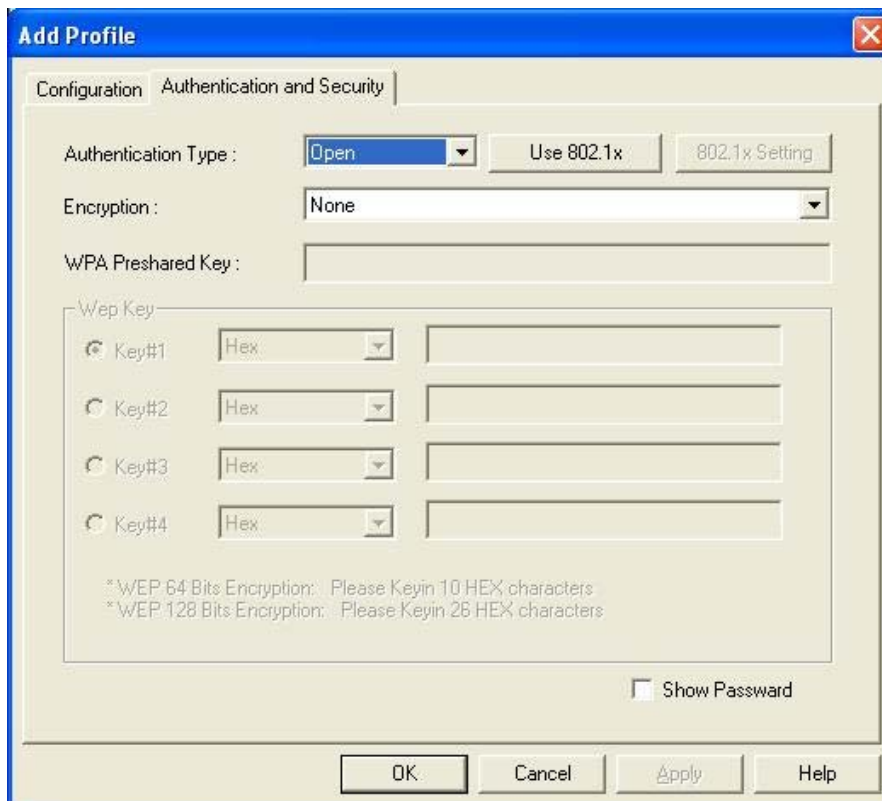 Add Profile
Configuration
Authentication and Security
Authentication Type :
Open
Use 802.1x
802.1x Setting
Encryption :
None
WPA Preshared Key :
Wep Key
Key#1
Hex
Key#2
Hex
Key#3
Hex
Key#4
Hex
* WEP 64 Bits Encryption: Please Keyin 10 HEX characters
* WEP 128 Bits Encryption: Please Keyin 26 HEX characters
Show Passward
OK
Cancel
Apply
Help